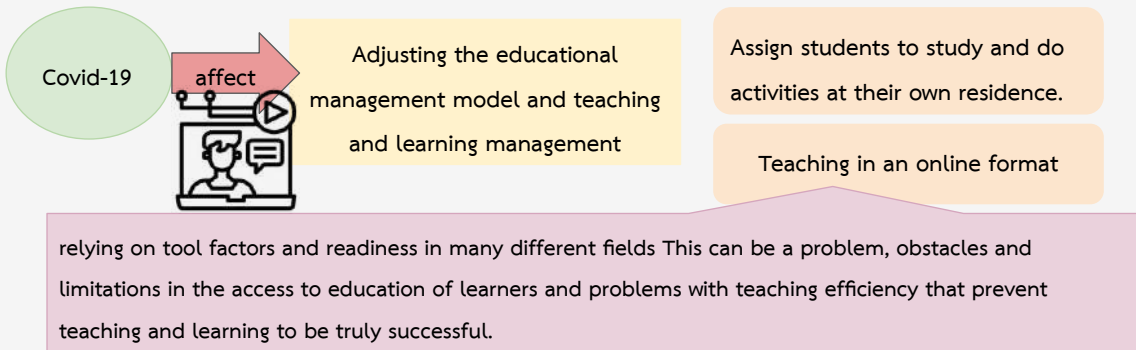 Covid-19
affect
Adjusting the educational
management model and teaching
and learning management
Assign students to study and do
activities at their own residence.
Teaching in an online format
relying on tool factors and readiness in many different fields This can be a problem, obstacles and
limitations in the access to education of learners and problems with teaching efficiency that prevent
teaching and learning to be truly successful.